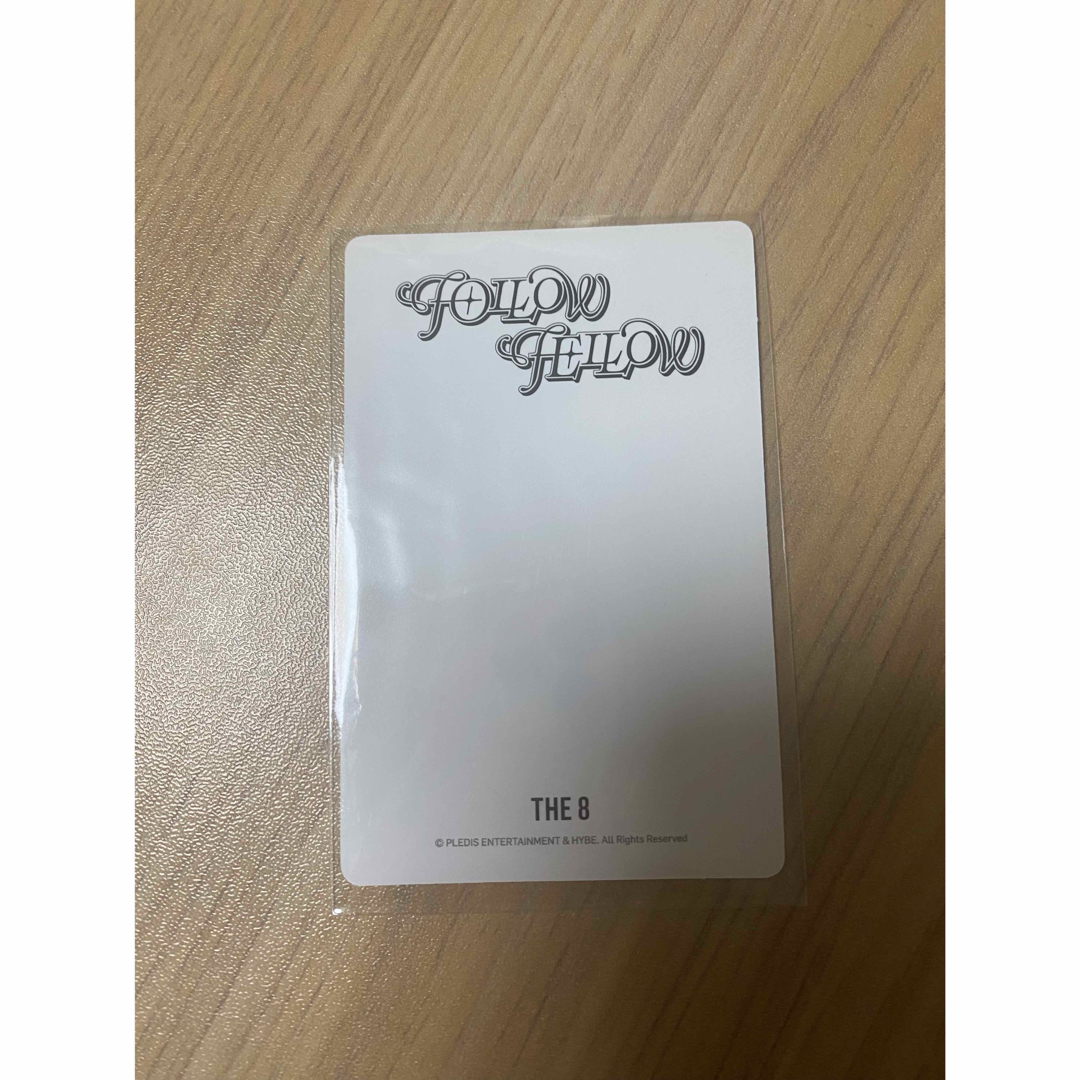 FOLLOW
FELLOW
THE 8
© PLEDIS ENTERTAINMENT & HYBE. All Rights Reserved